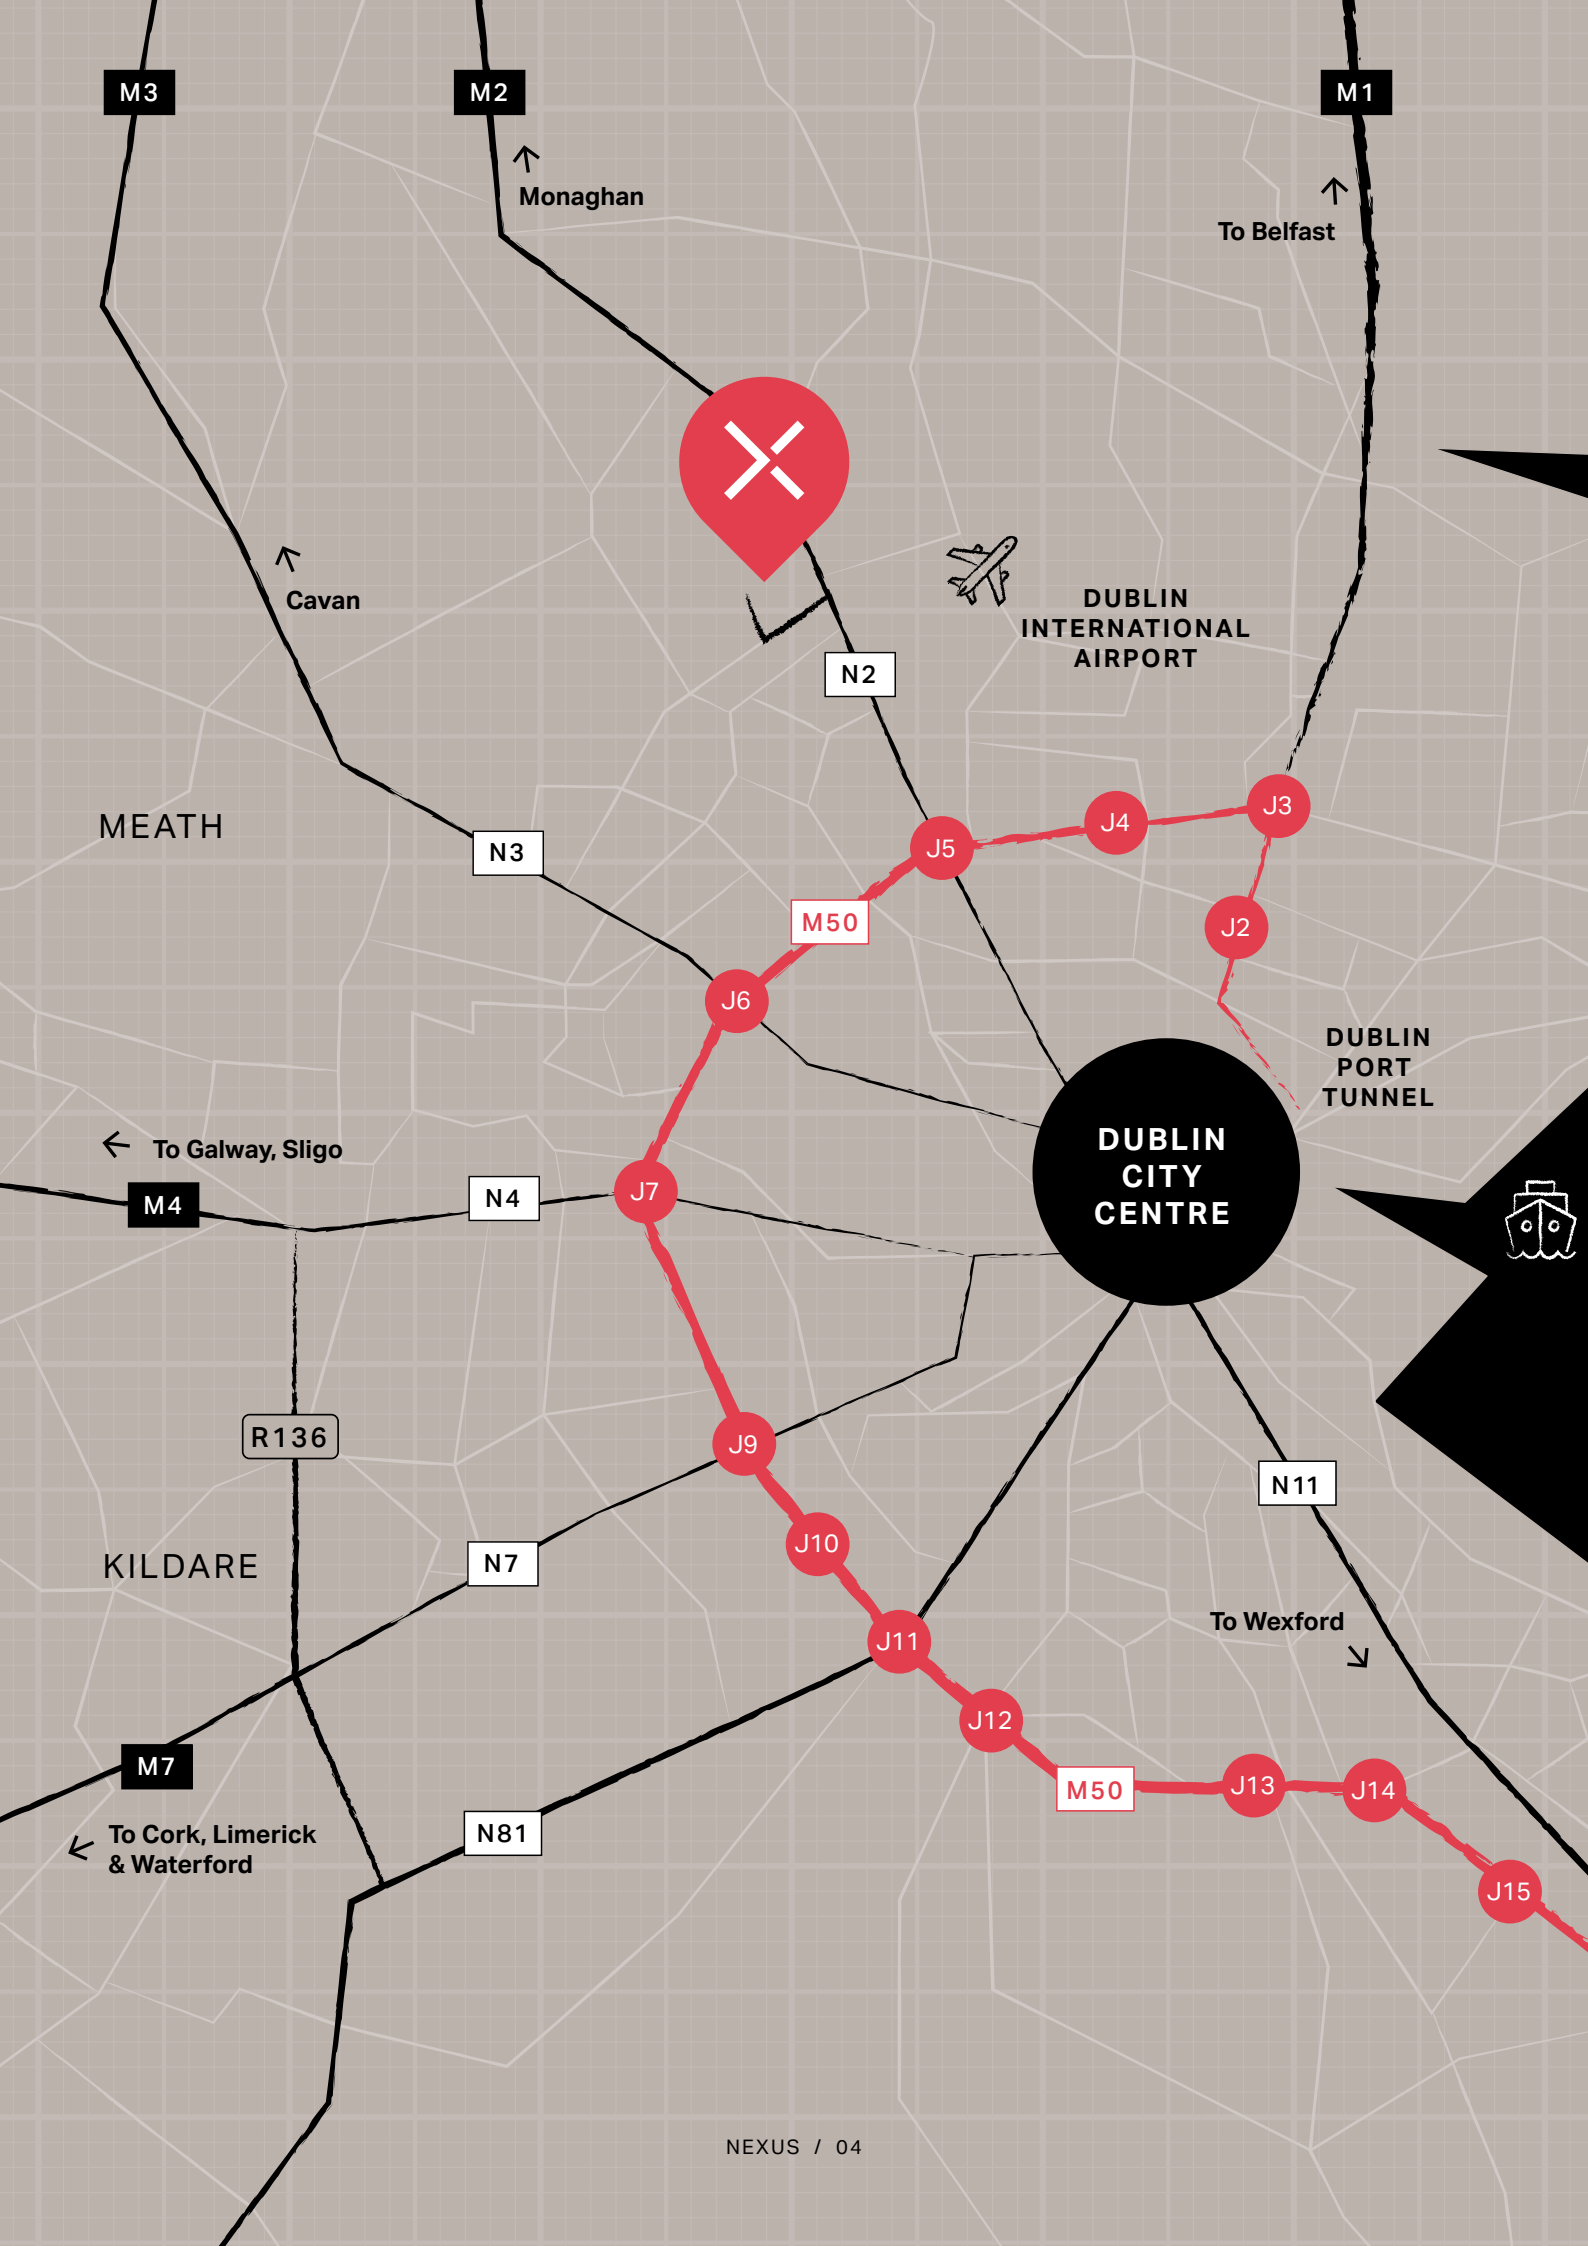 M3
M2
M1
Monaghan
To Belfast
Cavan
DUBLIN
INTERNATIONAL
AIRPORT
N2
MEATH
N3
J5
J4
J3
M50
J2
J6
DUBLIN
PORT
TUNNEL
To Galway, Sligo
M4
N4
J7
DUBLIN
CITY
CENTRE
R136
J9
N11
KILDARE
N7
J10
To Wexford
J11
J12
M7
M50
J13
J14
To Cork, Limerick
& Waterford
N81
J15
NEXUS / 04